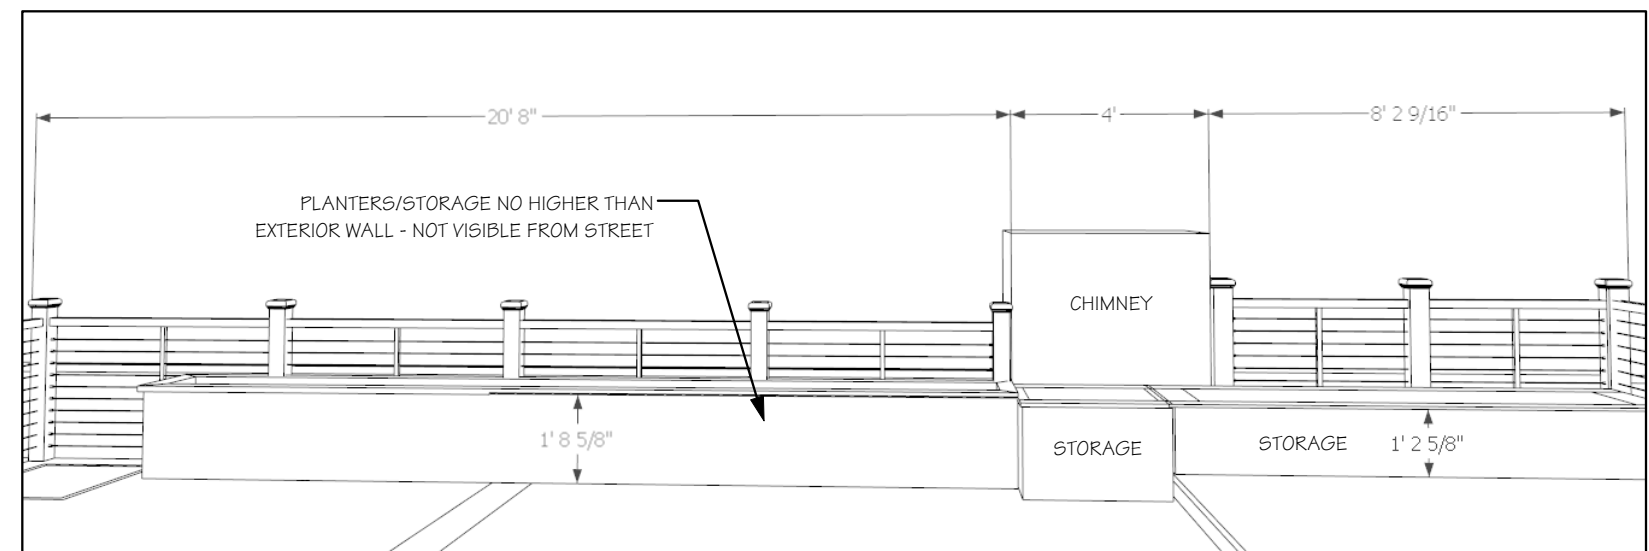 20' 8"
4'
8' 2 9/16"
PLANTERS/STORAGE NO HIGHER THAN
EXTERIOR WALL - NOT VISIBLE FROM STREET
CHIMNEY
1' 8 5/8"
STORAGE
STORAGE
1' 2 5/8"